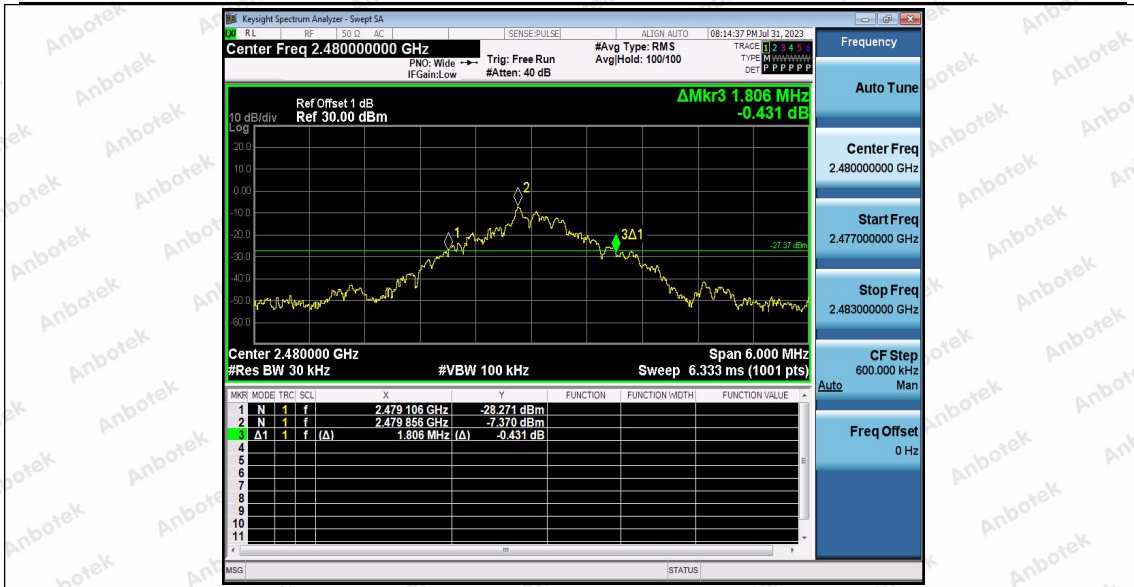 Keysight Spectrum Analyzer - Swept SA
LXI RL RF 50 Ω AC SENSE:PULSE ALIGN AUTO 08:14:37 PM Jul 31, 2023
Center Freq 2.480000000 GHz
PNO: Wide
IFGain:Low
Trig: Free Run
#Atten: 40 dB
#Avg Type: RMS
Avg|Hold: 100/100
TRACE 1 2 3 4 5 6
TYPE M WWWWW
DET P P P P P P
ΔMkr3 1.806 MHz
-0.431 dB
Ref Offset 1 dB
10 dB/div Ref 30.00 dBm
Log
20.0
10.0
0.00
-10.0
-20.0
-30.0
-40.0
-50.0
-60.0
1
2
3Δ1
-27.37 dBm
Center 2.480000 GHz Span 6.000 MHz
#Res BW 30 kHz #VBW 100 kHz Sweep 6.333 ms (1001 pts)
MKR MODE TRC SCL X Y FUNCTION FUNCTION WIDTH FUNCTION VALUE
1 N 1 f 2.479 106 GHz -28.271 dBm
2 N 1 f 2.479 856 GHz -7.370 dBm
3 Δ1 1 f (Δ) 1.806 MHz (Δ) -0.431 dB
4
5
6
7
8
9
10
11
MSG STATUS
Frequency
Auto Tune
Center Freq
2.480000000 GHz
Start Freq
2.477000000 GHz
Stop Freq
2.483000000 GHz
CF Step
600.000 kHz
Auto Man
Freq Offset
0 Hz
Anbotek